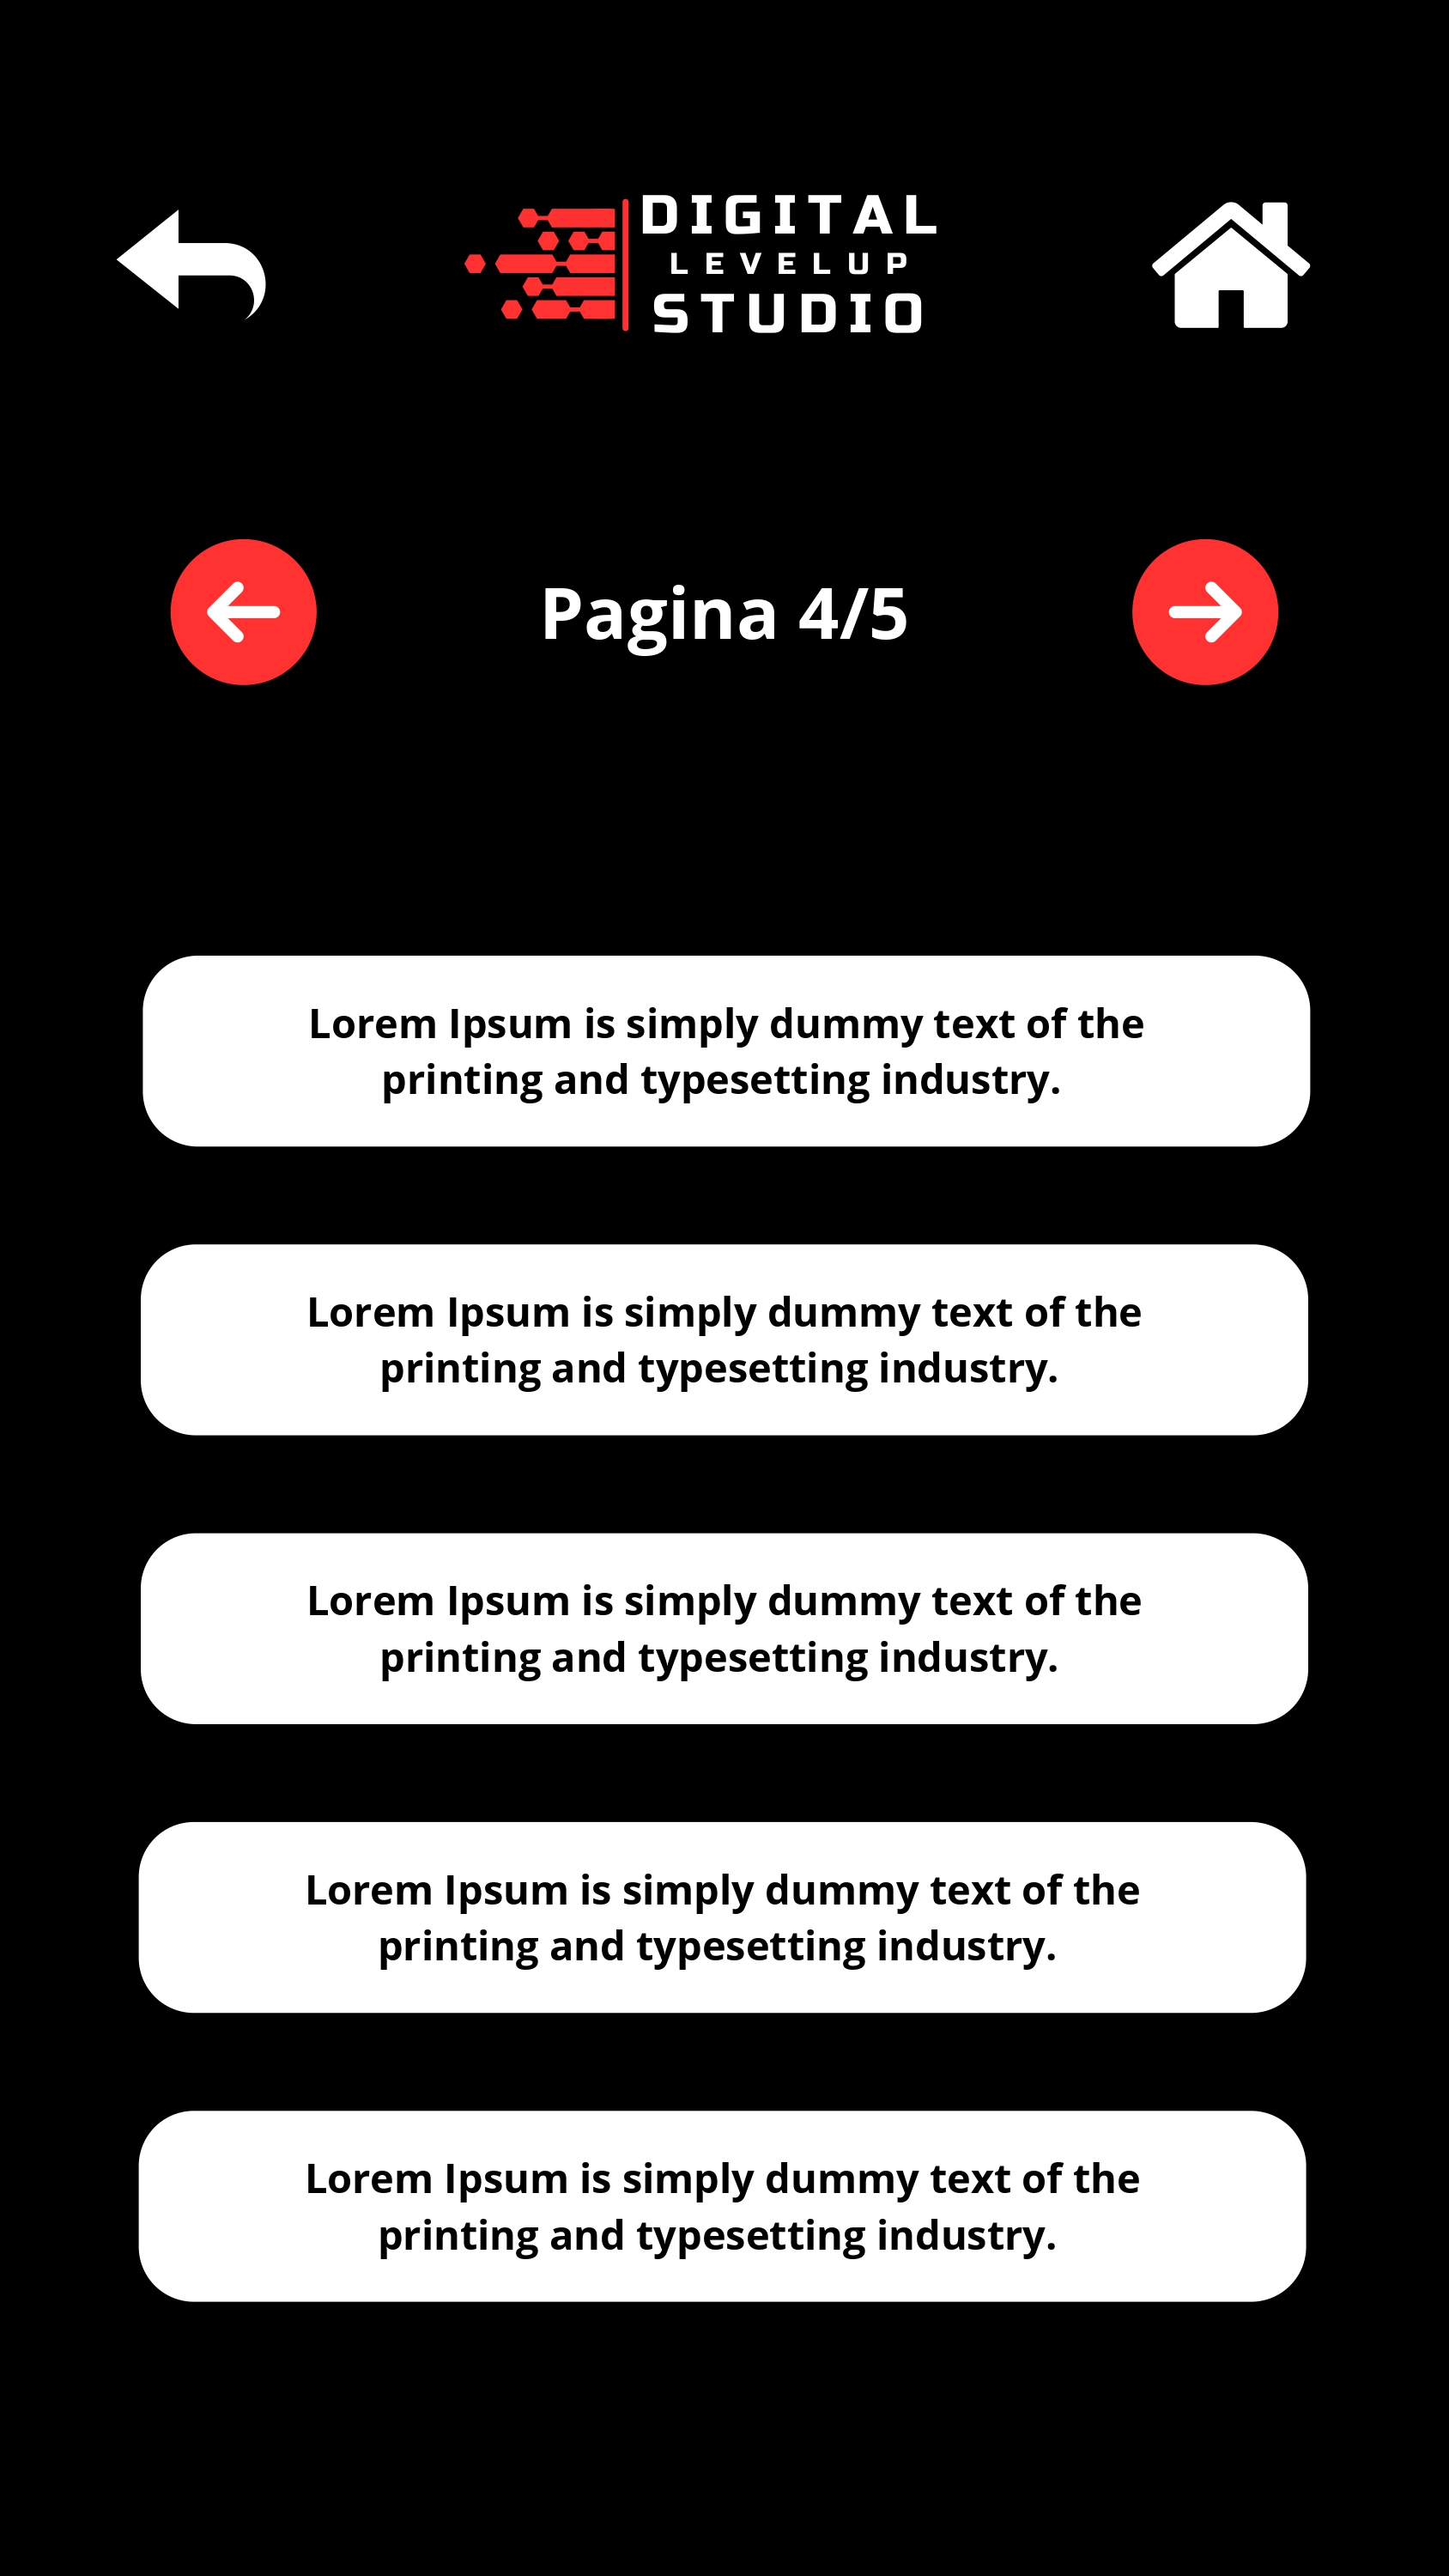 DIGITAL
LEVELUP
STUDIO
Pagina 4/5
Lorem Ipsum is simply dummy text of the
printing and typesetting industry.
Lorem Ipsum is simply dummy text of the
printing and typesetting industry.
Lorem Ipsum is simply dummy text of the
printing and typesetting industry.
Lorem Ipsum is simply dummy text of the
printing and typesetting industry.
Lorem Ipsum is simply dummy text of the
printing and typesetting industry.